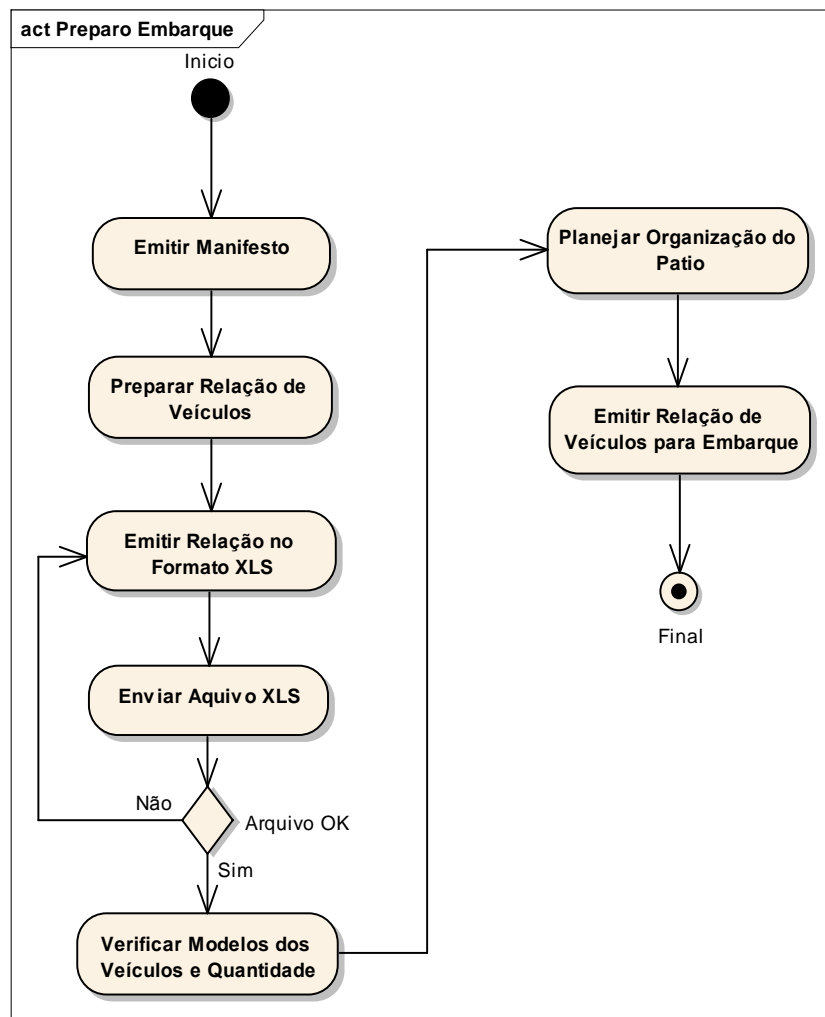 act Preparo Embarque
Inicio
Emitir Manifesto
Preparar Relação de
Veículos
Emitir Relação no
Formato XLS
Enviar Aquivo XLS
Não
Arquivo OK
Sim
Verificar Modelos dos
Veículos e Quantidade
Planejar Organização do
Patio
Emitir Relação de
Veículos para Embarque
Final